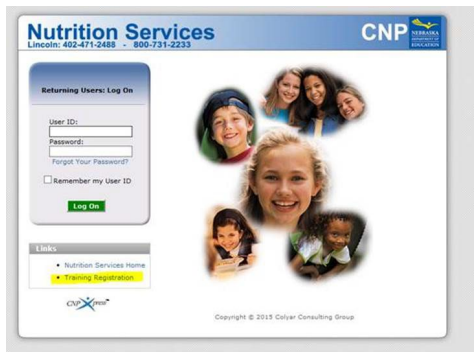 Nutrition Services
Lincoln: 402-471-2488 - 800-731-2233
CNP
NEBRASKA
DEPARTMENT OF
EDUCATION
Returning Users: Log On
User ID:
Password:
Forgot Your Password?
Remember my User ID
Log On
Links
• Nutrition Services Home
• Training Registration
CNP Xpress™
Copyright © 2015 Colyar Consulting Group